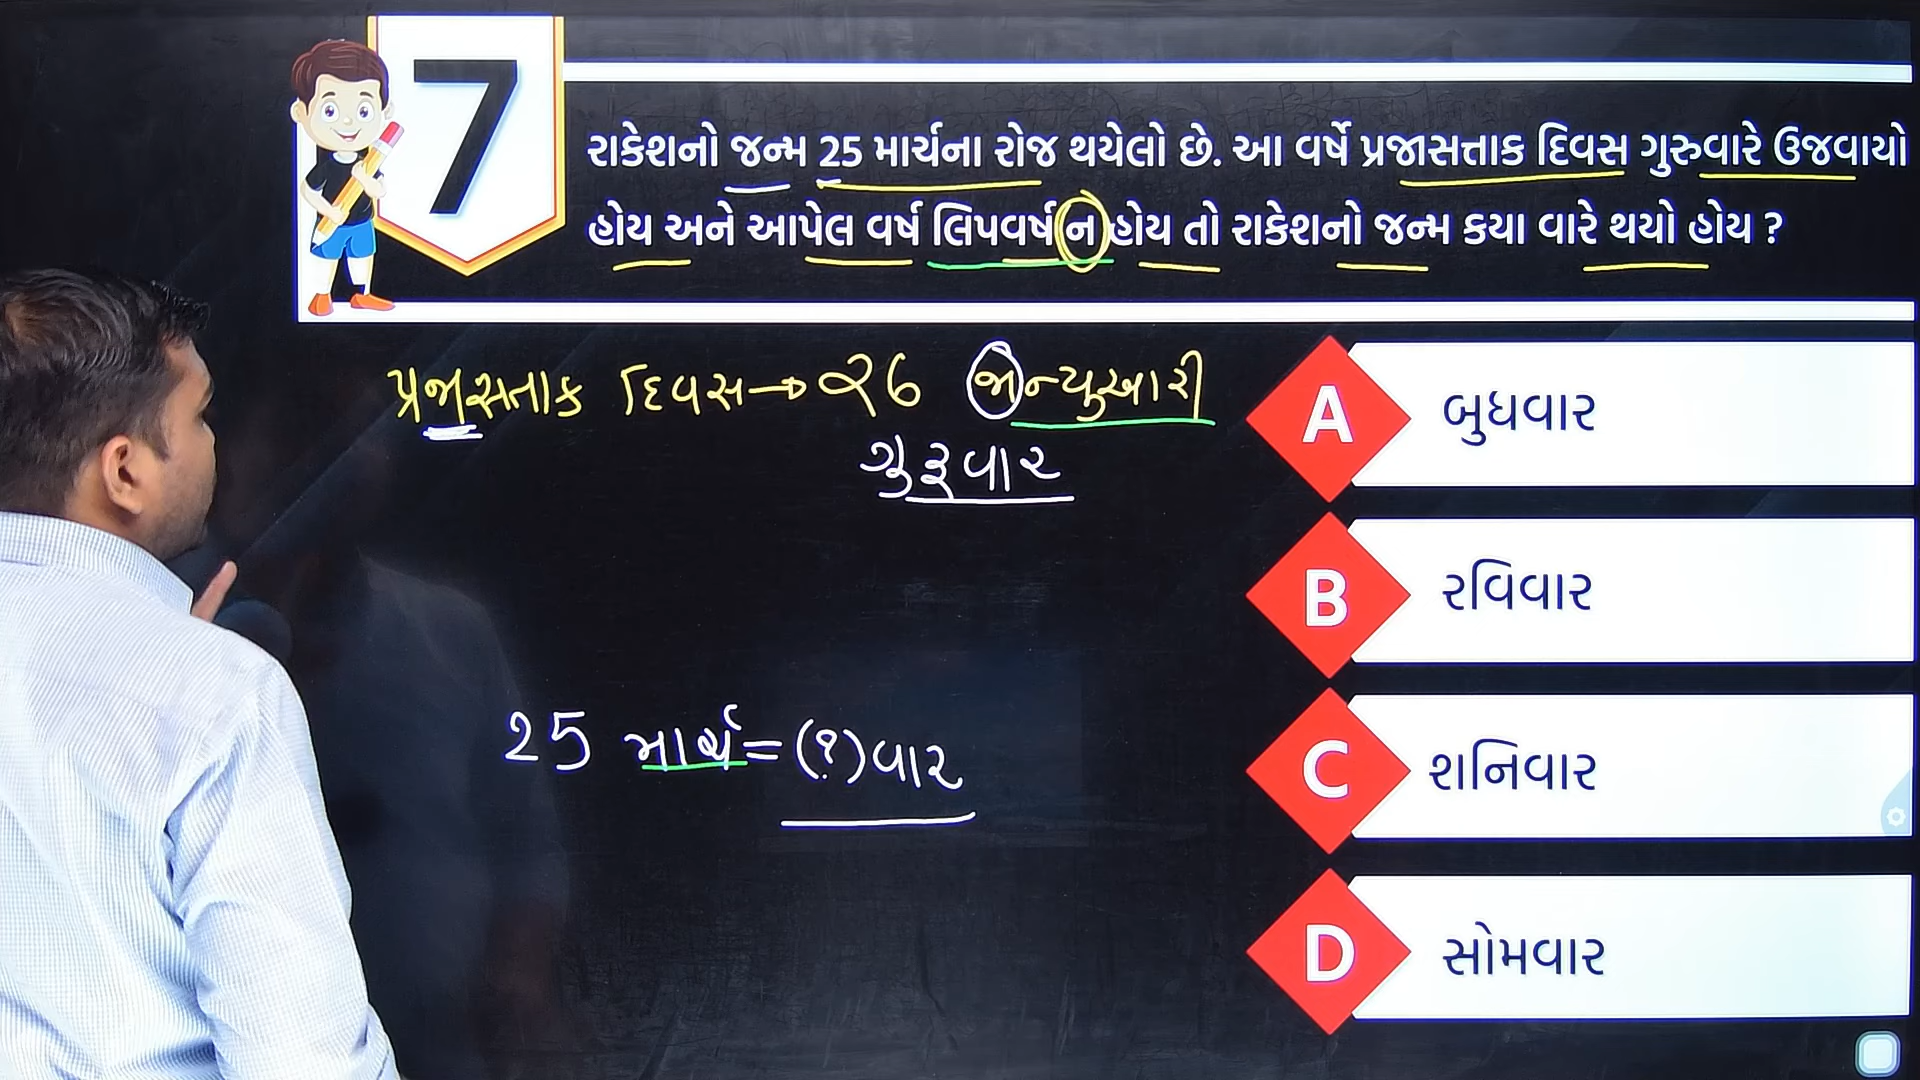 7
રાકેશનો જન્મ 25 માર્ચના રોજ થયેલો છે. આ વર્ષે પ્રજાસત્તાક દિવસ ગુરુવારે ઉજવાયો
હોય અને આપેલ વર્ષ લિપવર્ષ ન હોય તો રાકેશનો જન્મ કયા વારે થયો હોય ?
પ્રજાસતાક દિવસ → ૨૬ જાન્યુઆરી
ગુરૂવાર
25 માર્ચ = (?) વાર
A બુધવાર
B રવિવાર
C શનિવાર
D સોમવાર